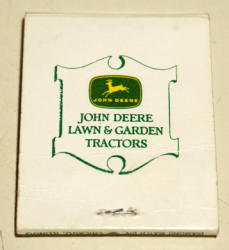 JOHN DEERE
JOHN DEERE
LAWN & GARDEN
TRACTORS